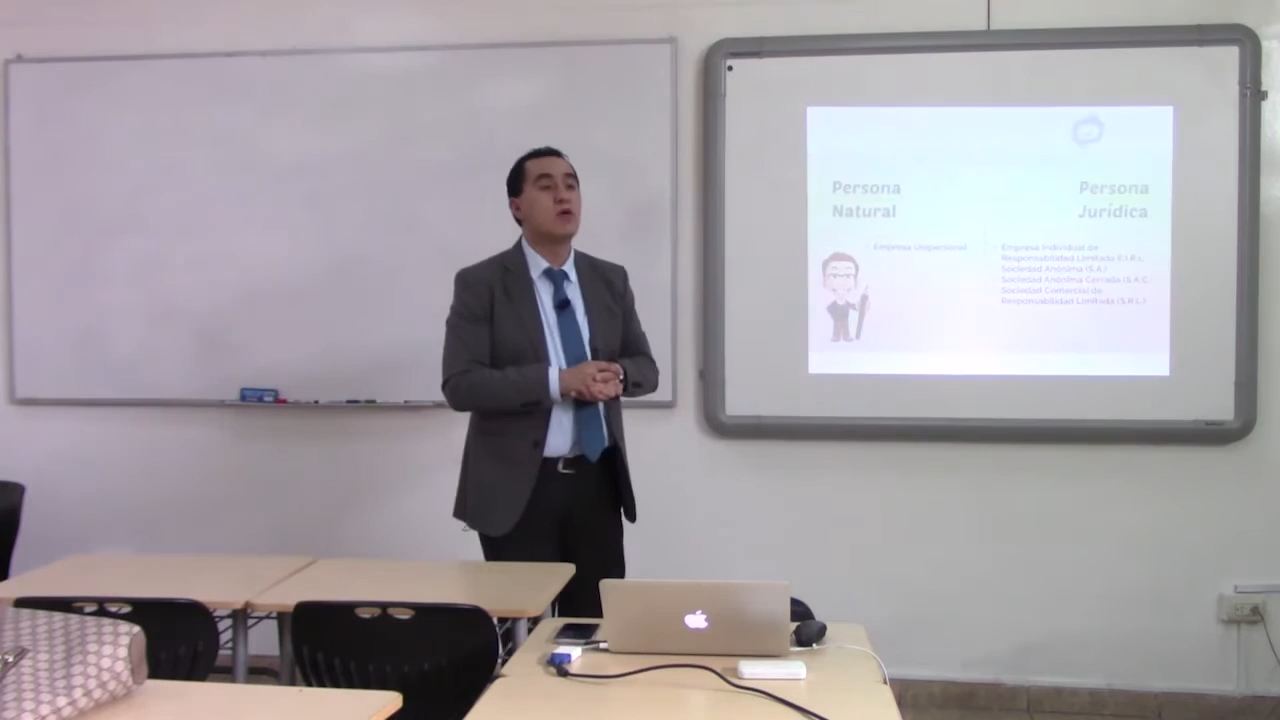 Persona
Natural
Empresa Unipersonal
Persona
Jurídica
Empresa Individual de
Responsabilidad Limitada E.I.R.L.
Sociedad Anónima (S.A.)
Sociedad Anónima Cerrada (S.A.C.
Sociedad Comercial de
Responsabilidad Limitada (S.R.L.)